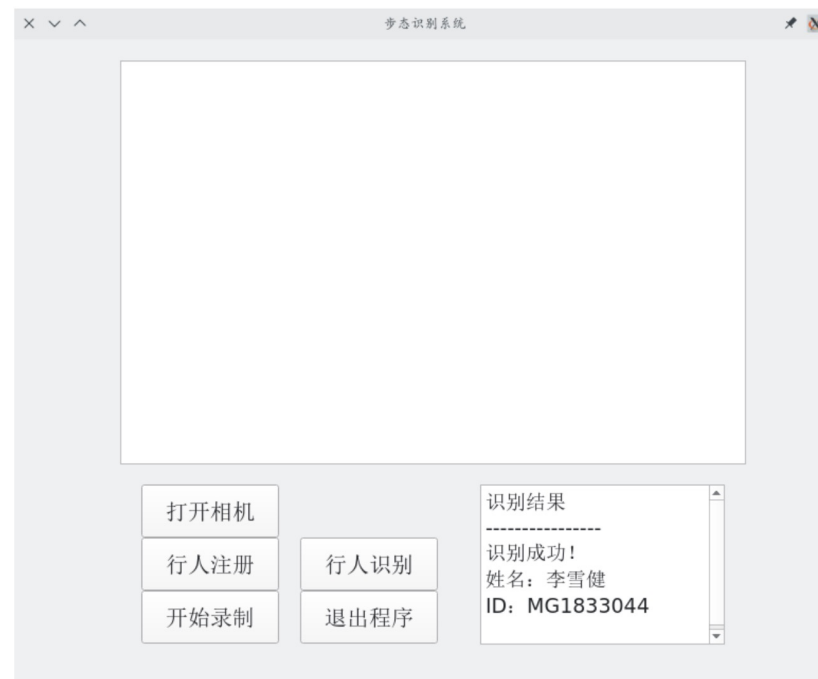 步态识别系统
打开相机
行人注册
行人识别
开始录制
退出程序
识别结果
----------------
识别成功!
姓名: 李雪健
ID: MG1833044